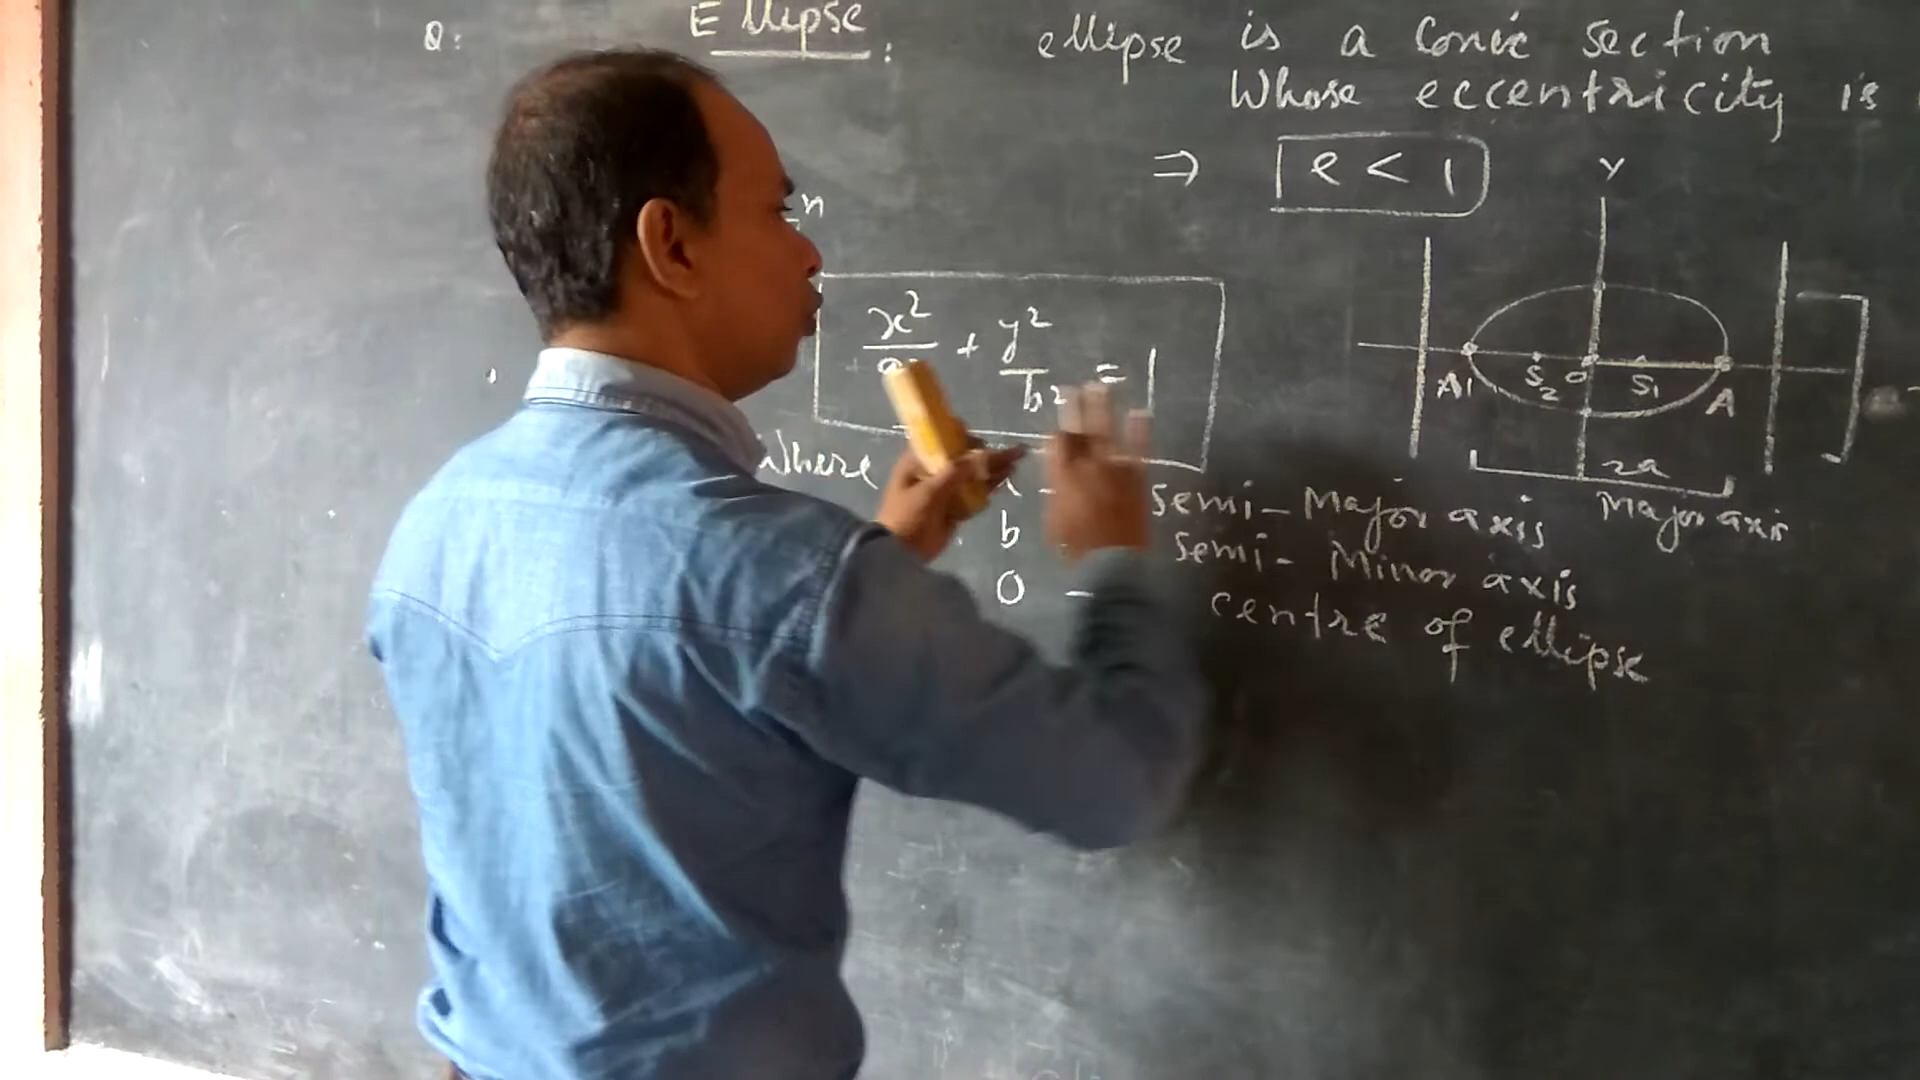 Q:
Ellipse :
ellipse is a Conic section
Whose eccentricity is
⇒ e < 1
Y
x² + y²
b² = 1
A1 S2 O S1 A
2a
Major axis
Where
semi-Major axis
b semi-Minor axis
O - centre of ellipse